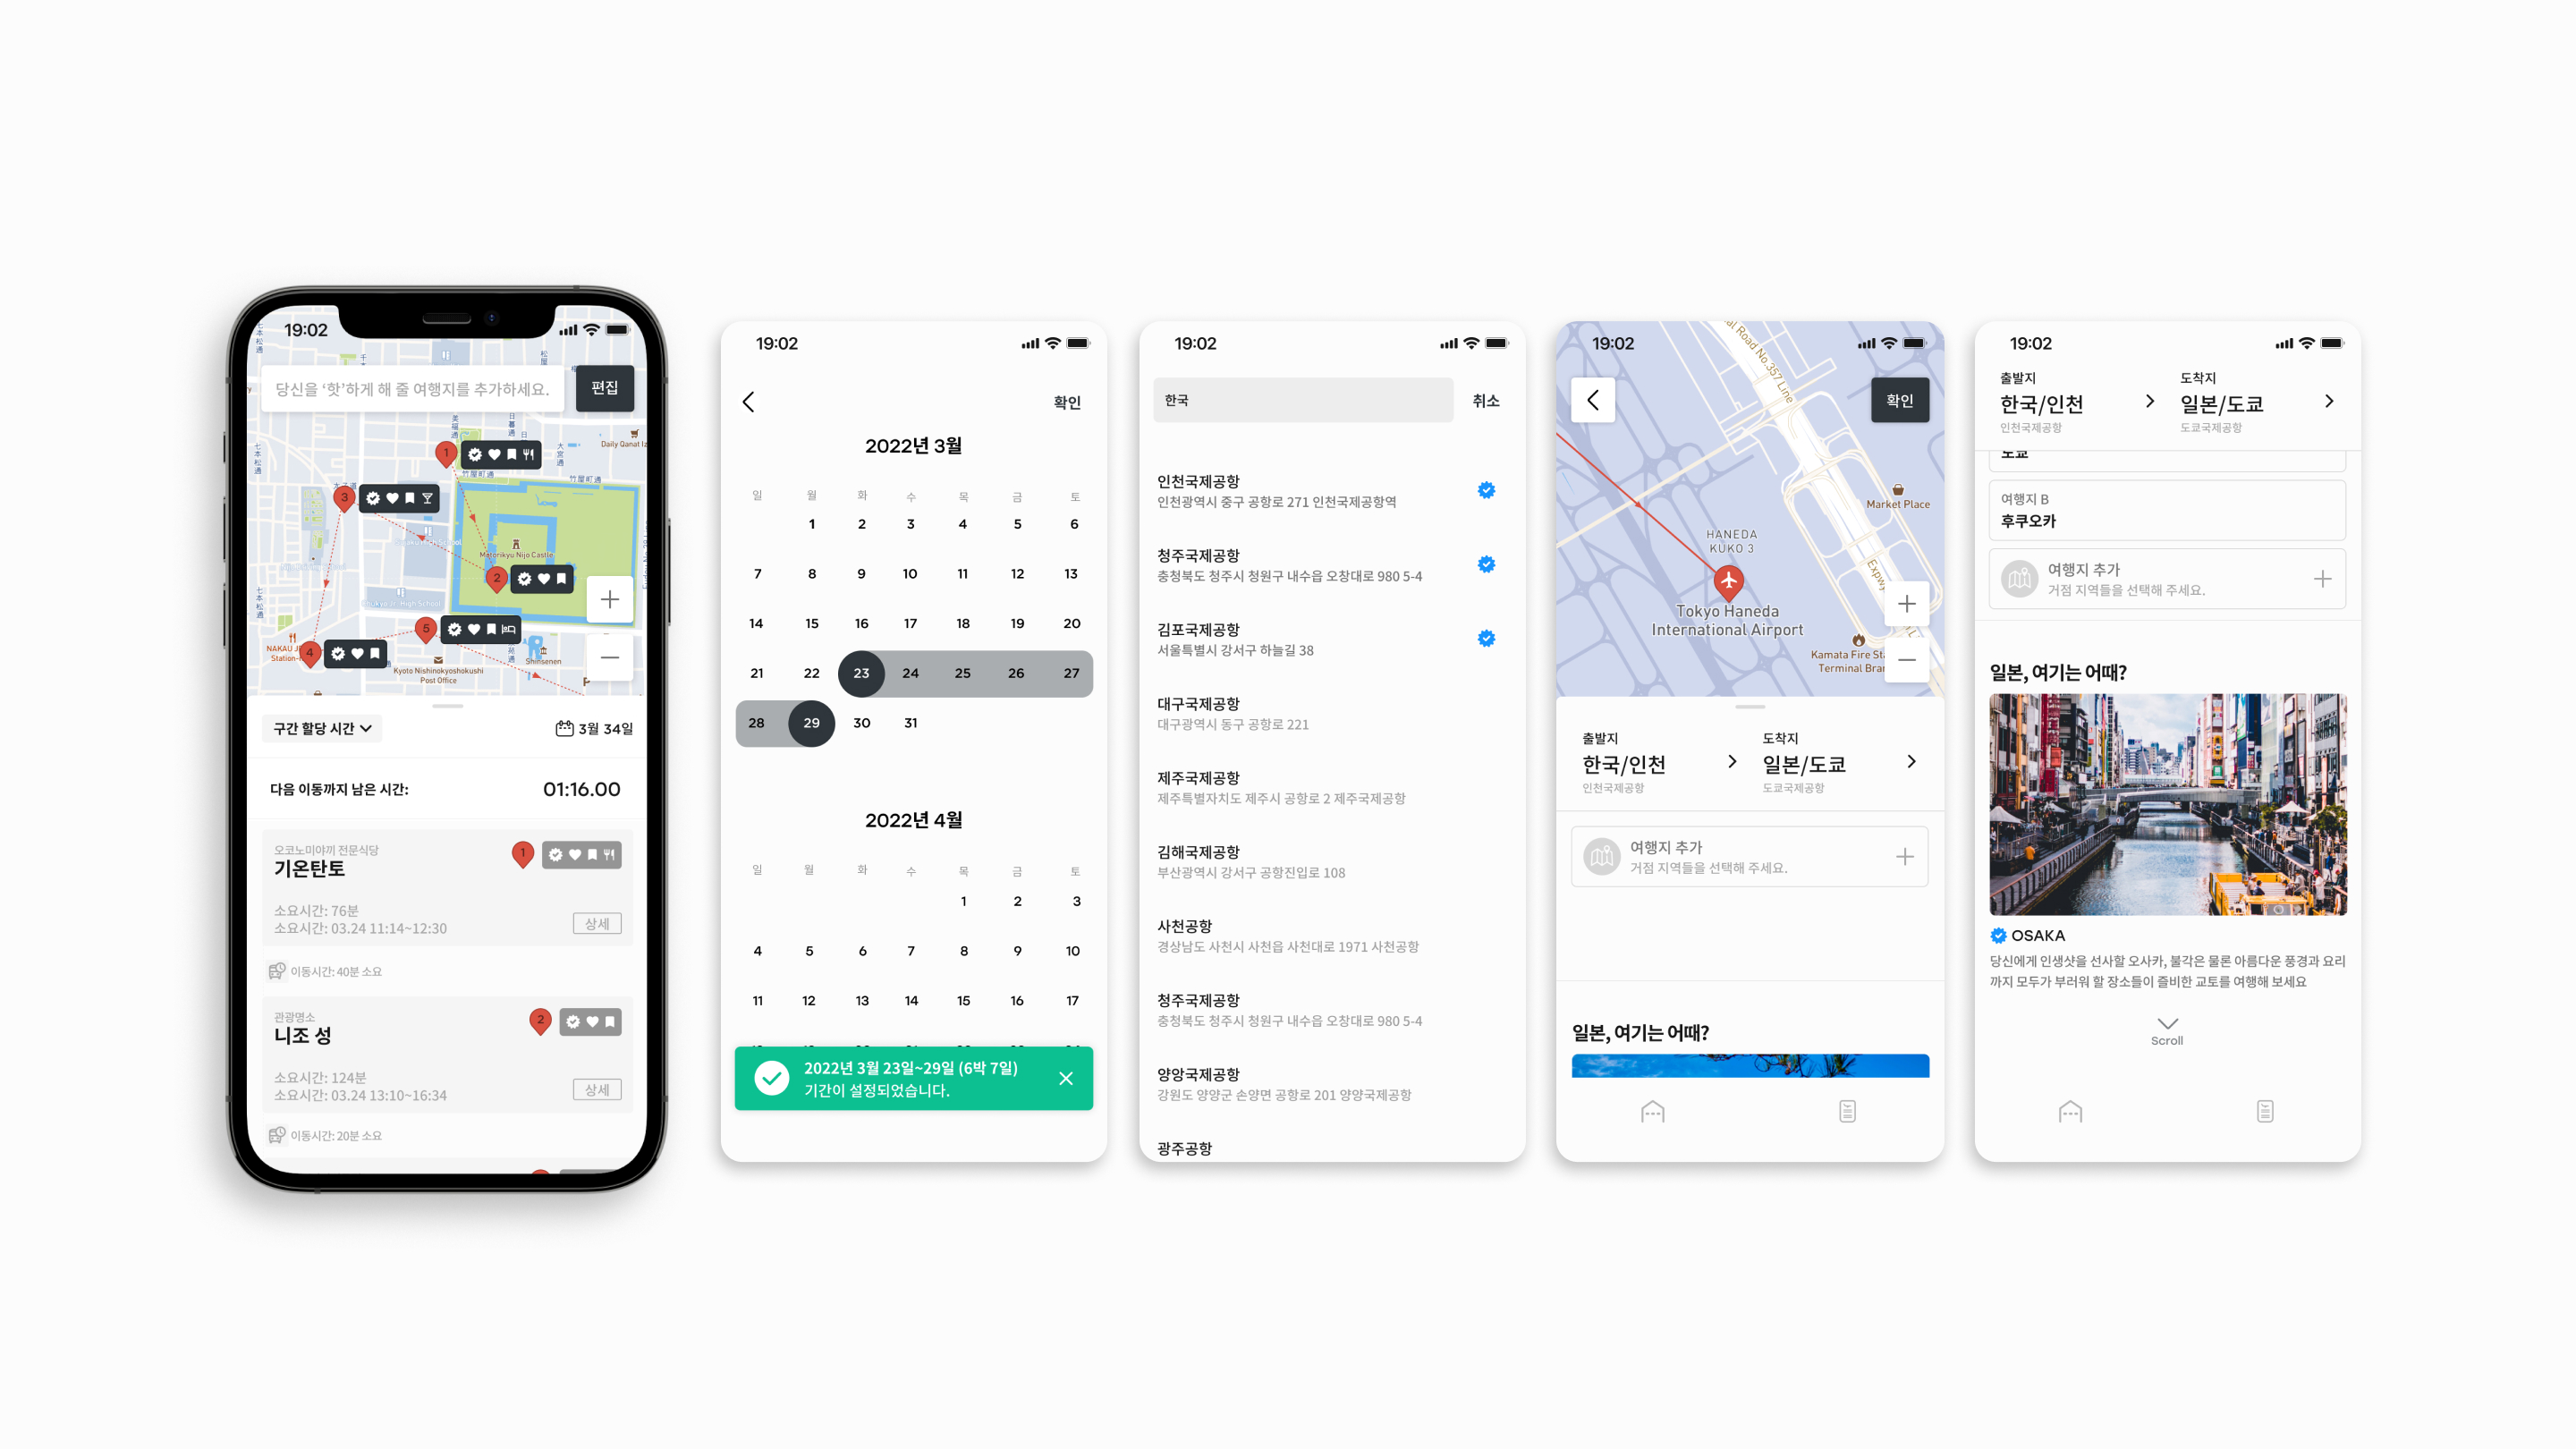 19:02
당신을 ‘핫’하게 해 줄 여행지를 추가하세요.
편집
Daily Qanat Iz
1
竹屋町通
竹屋町通
3
Motorikyu Nijo Castle
2
Chukyo Jr. High School
5
NAKAU J
Station-
4
Kyoto Nishinokyoshokushi
Post Office
Shinsenen
구간 할당 시간
3월 34일
다음 이동까지 남은 시간:
01:16.00
오코노미야끼 전문식당
기온탄토
1
소요시간: 76분
소요시간: 03.24 11:14~12:30
상세
이동시간: 40분 소요
관광명소
니조 성
2
소요시간: 124분
소요시간: 03.24 13:10~16:34
상세
이동시간: 20분 소요
19:02
확인
2022년 3월
일 월 화 수 목 금 토
1 2 3 4 5 6
7 8 9 10 11 12 13
14 15 16 17 18 19 20
21 22 23 24 25 26 27
28 29 30 31
2022년 4월
일 월 화 수 목 금 토
1 2 3
4 5 6 7 8 9 10
11 12 13 14 15 16 17
2022년 3월 23일~29일 (6박 7일)
기간이 설정되었습니다.
19:02
한국
취소
인천국제공항
인천광역시 중구 공항로 271 인천국제공항역
청주국제공항
충청북도 청주시 청원구 내수읍 오창대로 980 5-4
김포국제공항
서울특별시 강서구 하늘길 38
대구국제공항
대구광역시 동구 공항로 221
제주국제공항
제주특별자치도 제주시 공항로 2 제주국제공항
김해국제공항
부산광역시 강서구 공항진입로 108
사천공항
경상남도 사천시 사천읍 사천대로 1971 사천공항
청주국제공항
충청북도 청주시 청원구 내수읍 오창대로 980 5-4
양양국제공항
강원도 양양군 손양면 공항로 201 양양국제공항
광주공항
19:02
al Road No.357 Line
확인
Market Place
HANEDA
KUKO 3
Expwy
Tokyo Haneda
International Airport
Kamata Fire Sta
Terminal Bran
출발지
한국/인천
인천국제공항
도착지
일본/도쿄
도쿄국제공항
여행지 추가
거점 지역들을 선택해 주세요.
일본, 여기는 어때?
19:02
출발지
한국/인천
인천국제공항
도착지
일본/도쿄
도쿄국제공항
도쿄
여행지 B
후쿠오카
여행지 추가
거점 지역들을 선택해 주세요.
일본, 여기는 어때?
OSAKA
당신에게 인생샷을 선사할 오사카, 불각은 물론 아름다운 풍경과 요리
까지 모두가 부러워 할 장소들이 즐비한 교토를 여행해 보세요
Scroll